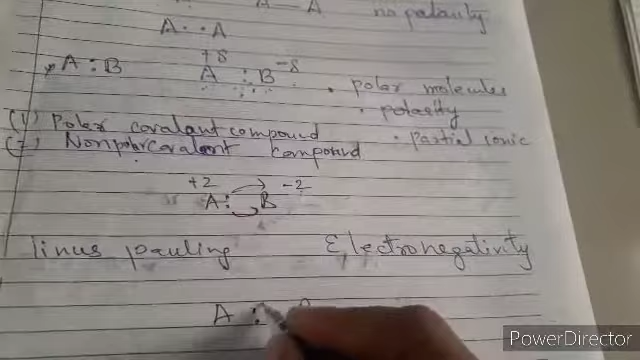 A — A
no polarity
A · · A
A : B
+δ A : B -δ
· polar molecules
· polarity
· partial ionic
(1) Polar covalant compound
(2) Nonpolar covalent compound
+2 -2
A : B
linus pauling Electronegativity
A :
PowerDirector